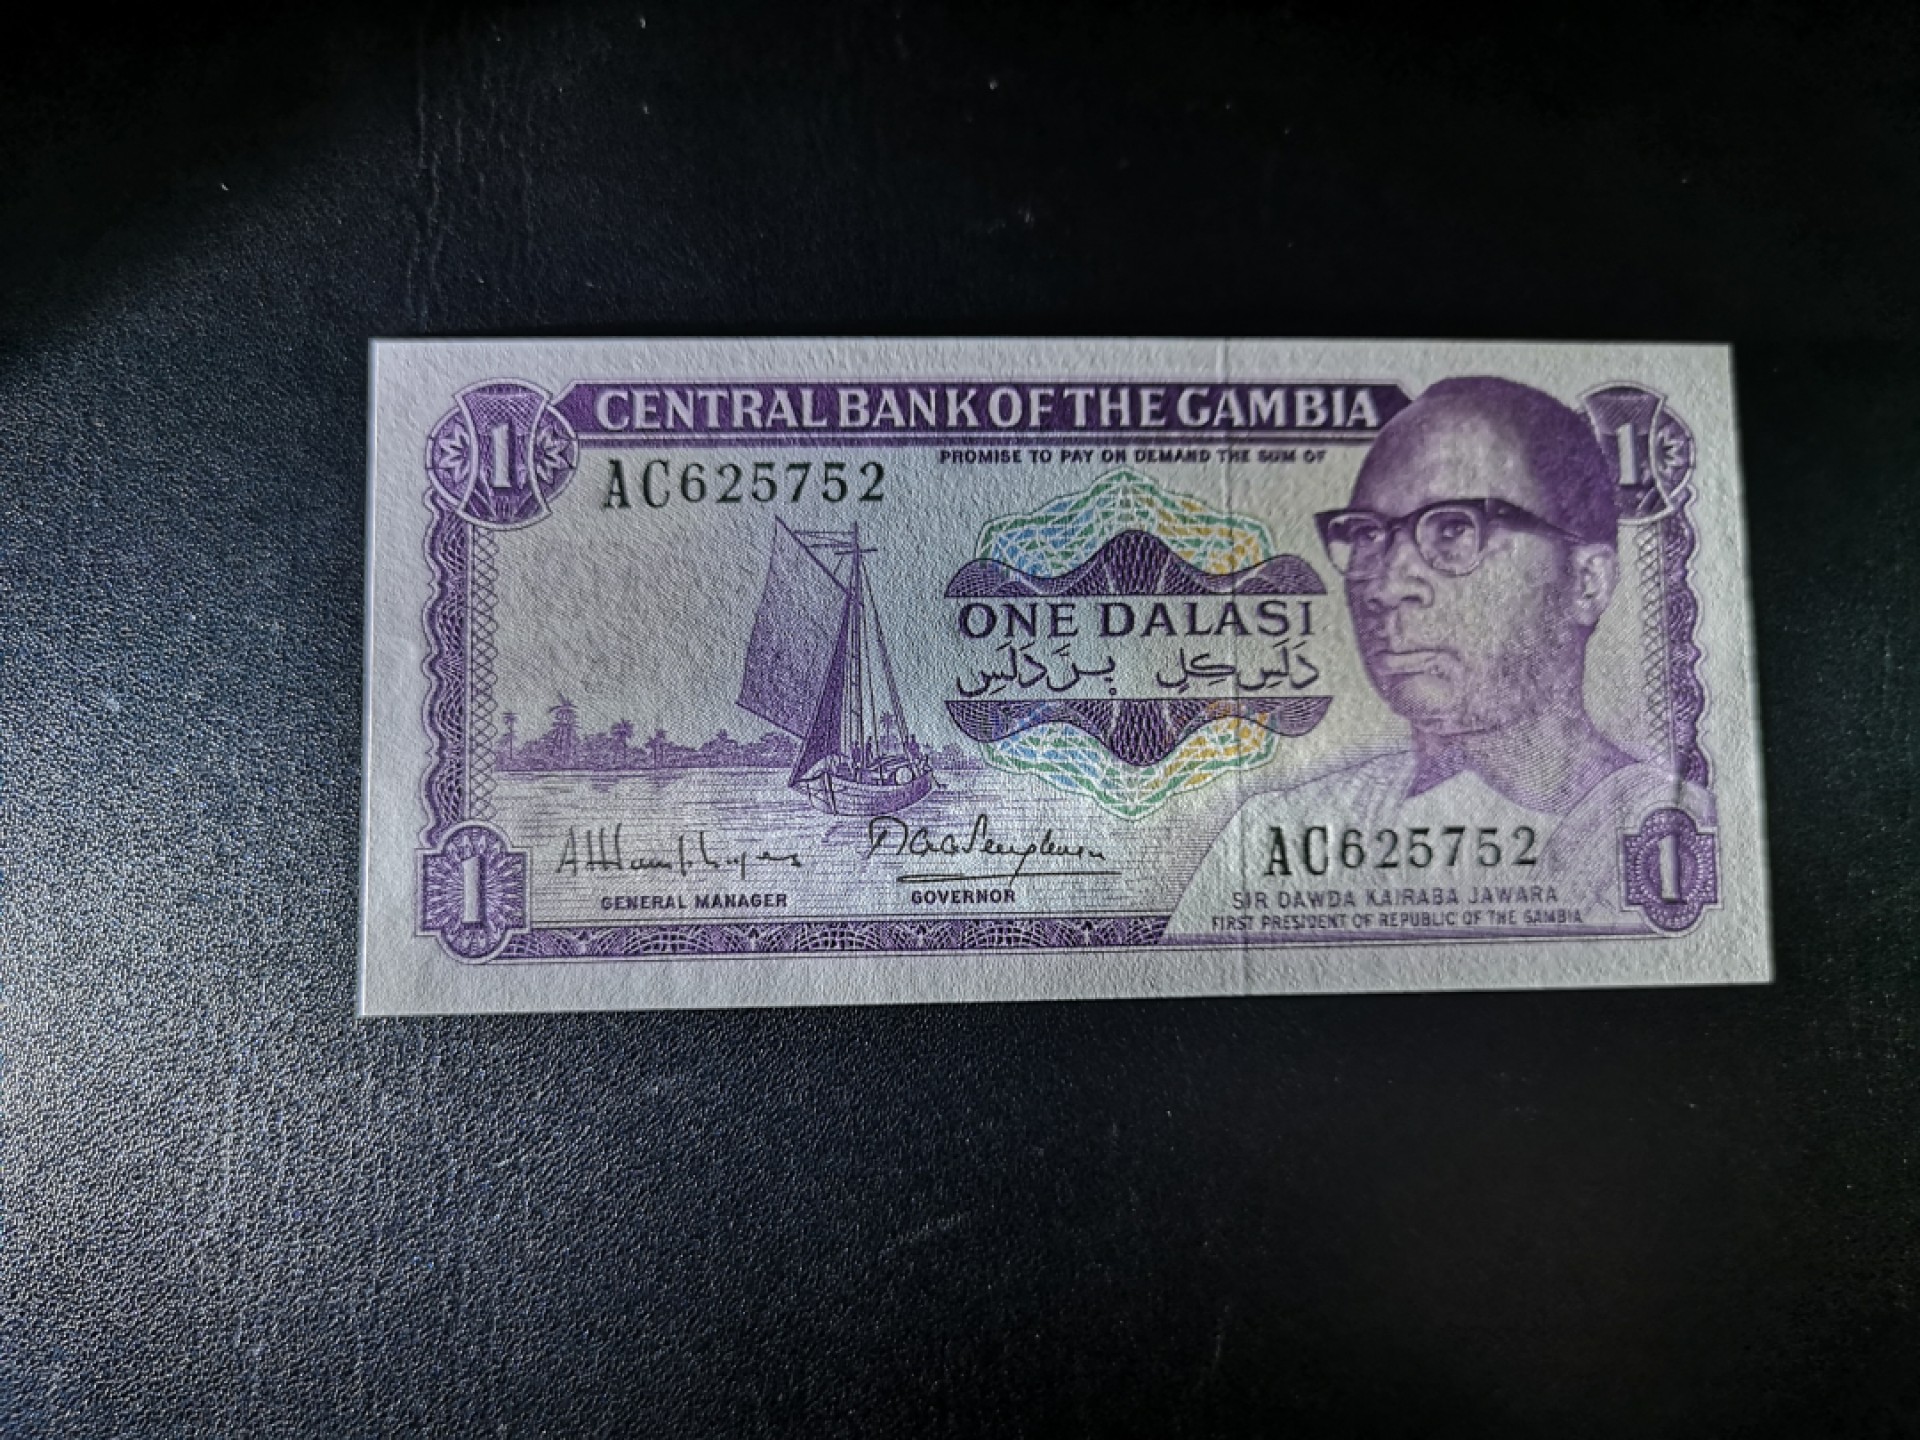 CENTRAL BANK OF THE GAMBIA
1
1
PROMISE TO PAY ON DEMAND THE SUM OF
AC625752
ONE DALASI
دَلَسِ كِلٍ بِرَ دَلَسِ
AC625752
GENERAL MANAGER
GOVERNOR
SIR DAWDA KAIRABA JAWARA
FIRST PRESIDENT OF REPUBLIC OF THE GAMBIA
1
1